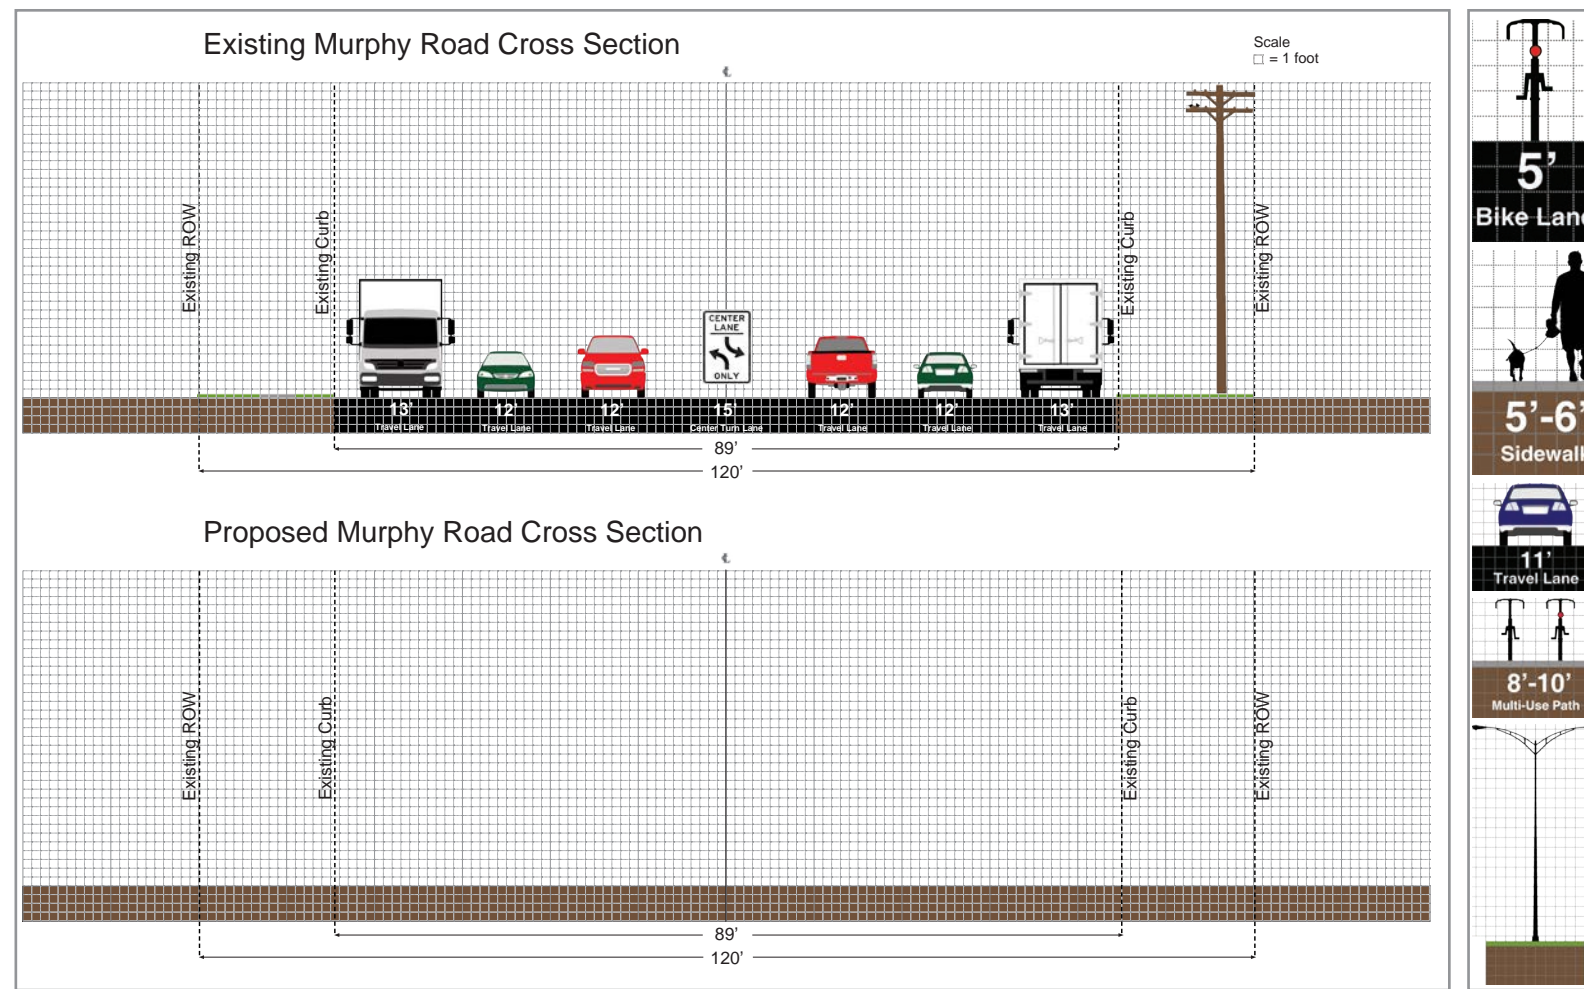 Existing Murphy Road Cross Section
Scale
= 1 foot
℄
Existing ROW
Existing Curb
Existing Curb
Existing ROW
CENTER
LANE
ONLY
13' 12' 12' 15' 12' 12' 13'
Travel Lane Travel Lane Travel Lane Center Turn Lane Travel Lane Travel Lane Travel Lane
89'
120'
Proposed Murphy Road Cross Section
℄
Existing ROW
Existing Curb
Existing Curb
Existing ROW
89'
120'
5'
Bike Lane
5'-6'
Sidewalk
11'
Travel Lane
8'-10'
Multi-Use Path